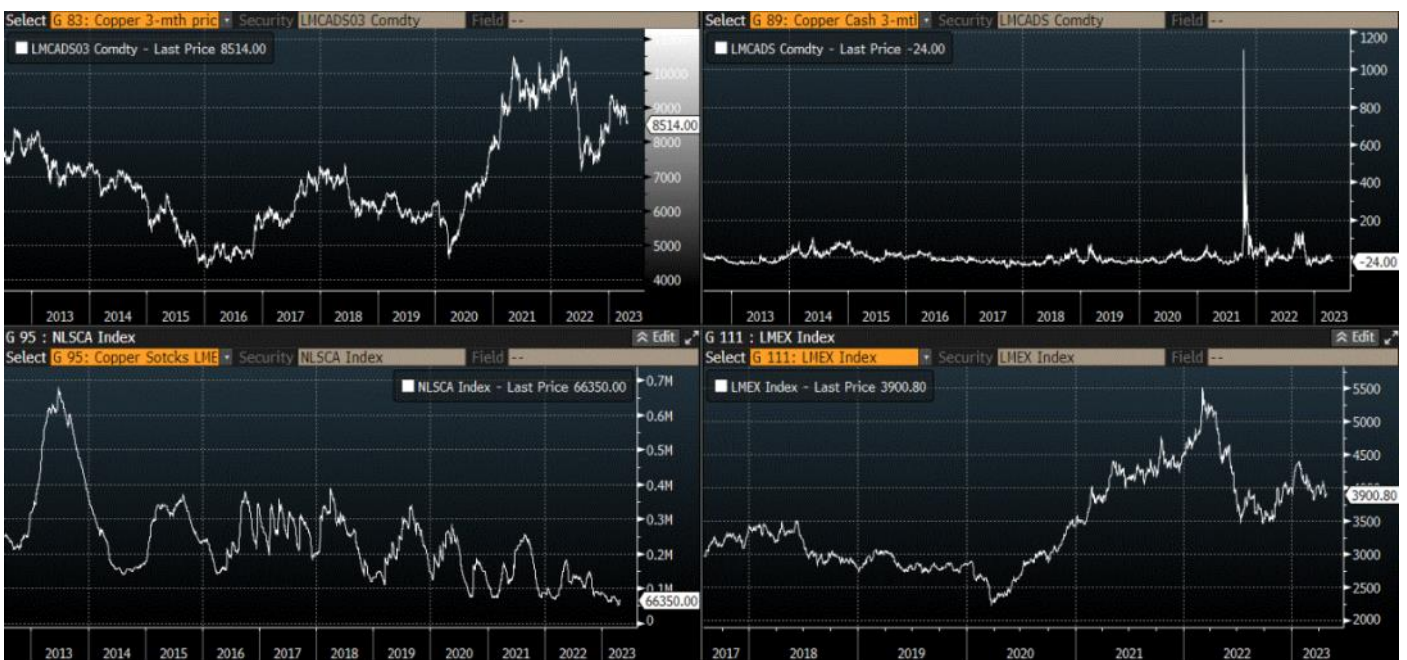 Select G 83: Copper 3-mth pric Security LMCADS03 Comdty Field --
LMCADS03 Comdty - Last Price 8514.00
10000
9000
8514.00
8000
7000
6000
5000
4000
2013 2014 2015 2016 2017 2018 2019 2020 2021 2022 2023
Select G 89: Copper Cash 3-mtl Security LMCADS Comdty Field --
LMCADS Comdty - Last Price -24.00
1200
1000
800
600
400
200
-24.00
2013 2014 2015 2016 2017 2018 2019 2020 2021 2022 2023
G 95 : NLSCA Index Edit
Select G 95: Copper Sotcks LME Security NLSCA Index Field --
NLSCA Index - Last Price 66350.00
0.7M
0.6M
0.5M
0.4M
0.3M
0.2M
0.1M
66350.00
0
2013 2014 2015 2016 2017 2018 2019 2020 2021 2022 2023
G 111 : LMEX Index Edit
Select G 111: LMEX Index Security LMEX Index Field --
LMEX Index - Last Price 3900.80
5500
5000
4500
3900.80
3500
3000
2500
2000
2017 2018 2019 2020 2021 2022 2023